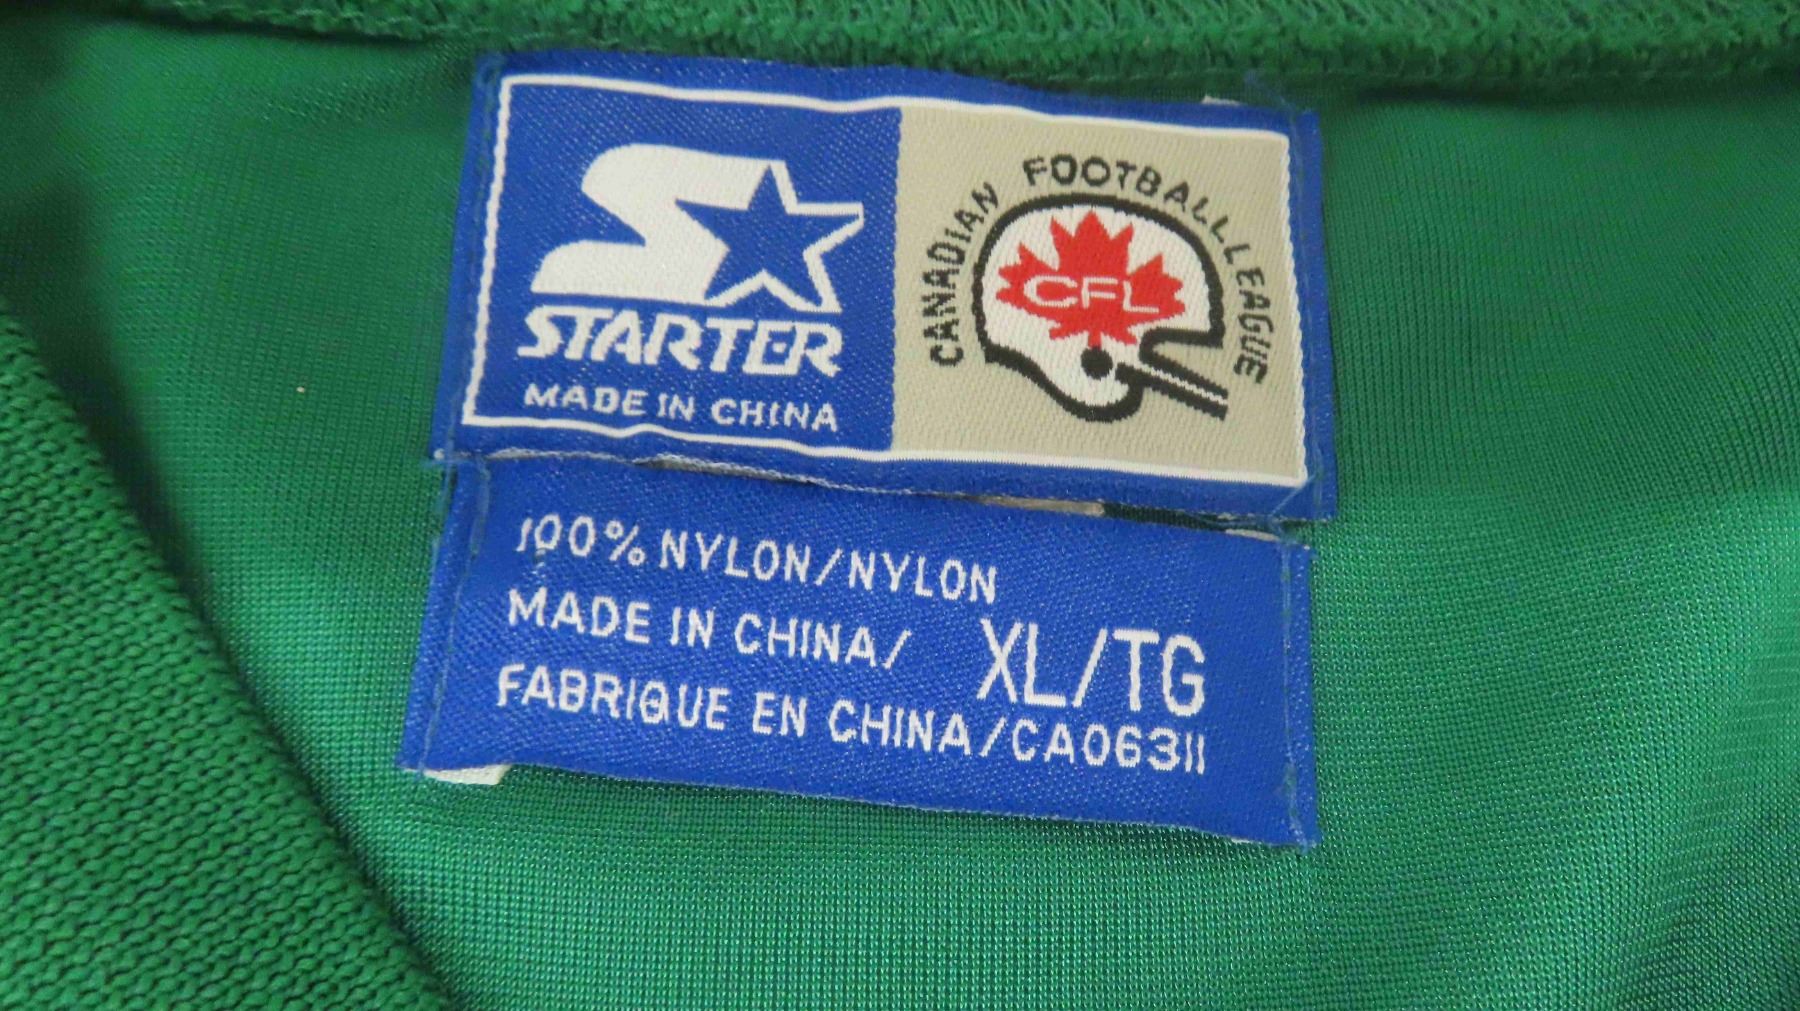 STARTER
MADE IN CHINA
CANADIAN FOOTBALL LEAGUE
CFL
100% NYLON/NYLON
MADE IN CHINA/
XL/TG
FABRIQUE EN CHINA/CA06311